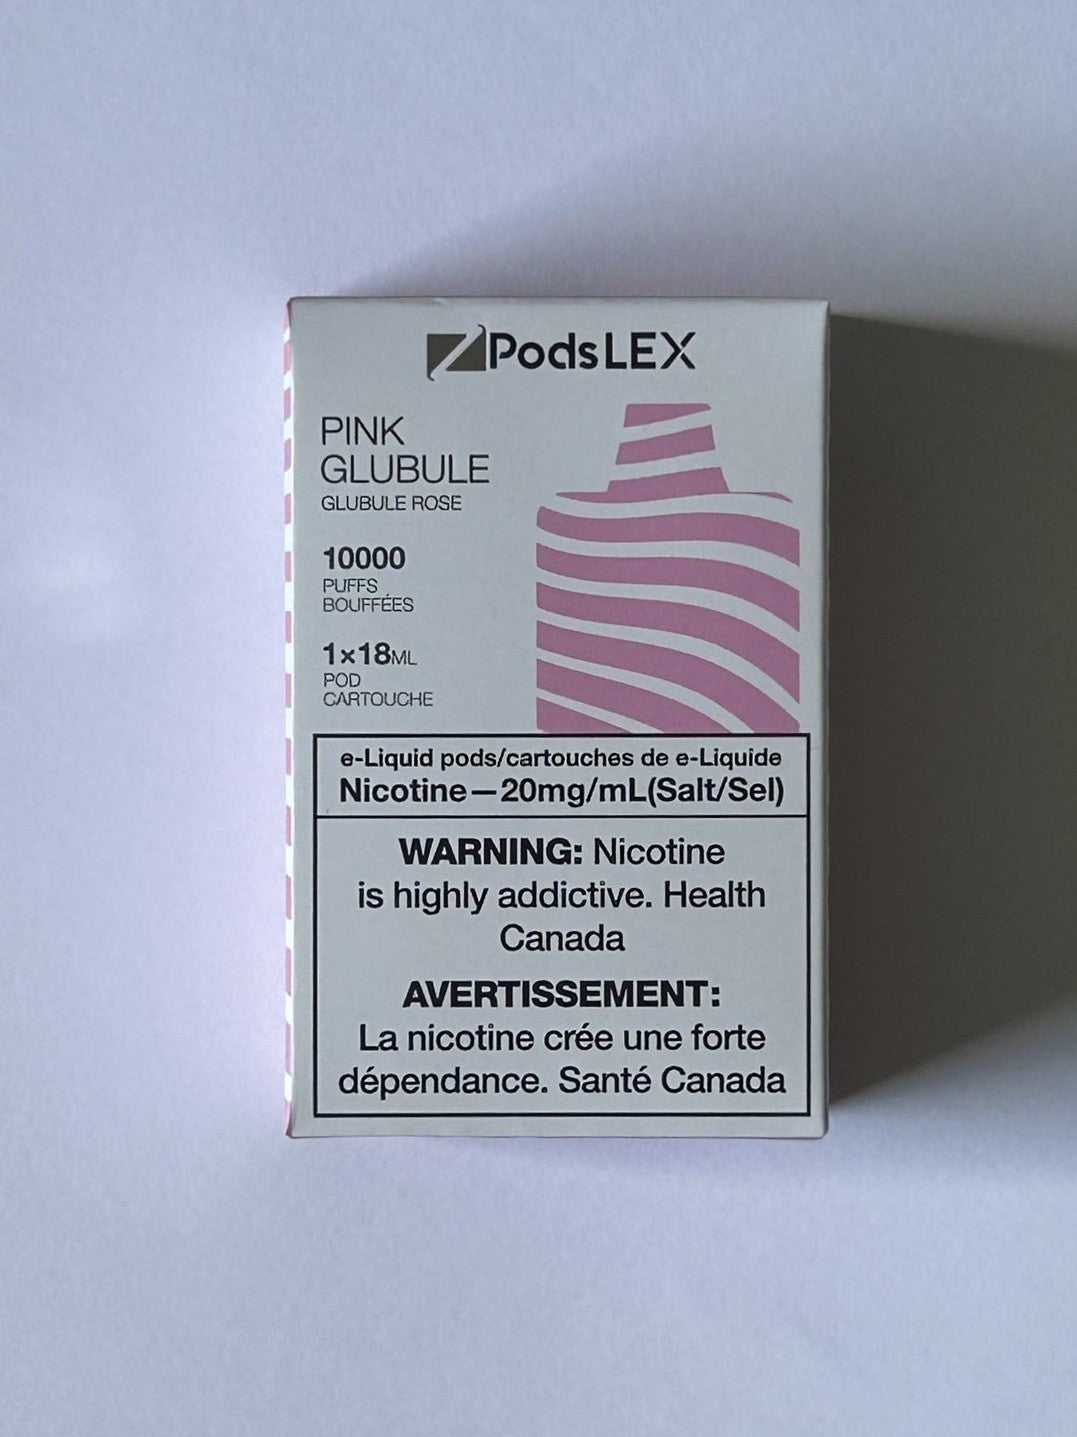 ZPodsLEX
PINK
GLUBULE
GLUBULE ROSE
10000
PUFFS
BOUFFÉES
1×18ML
POD
CARTOUCHE
e-Liquid pods/cartouches de e-Liquide
Nicotine—20mg/mL(Salt/Sel)
WARNING: Nicotine
is highly addictive. Health
Canada
AVERTISSEMENT:
La nicotine crée une forte
dépendance. Santé Canada